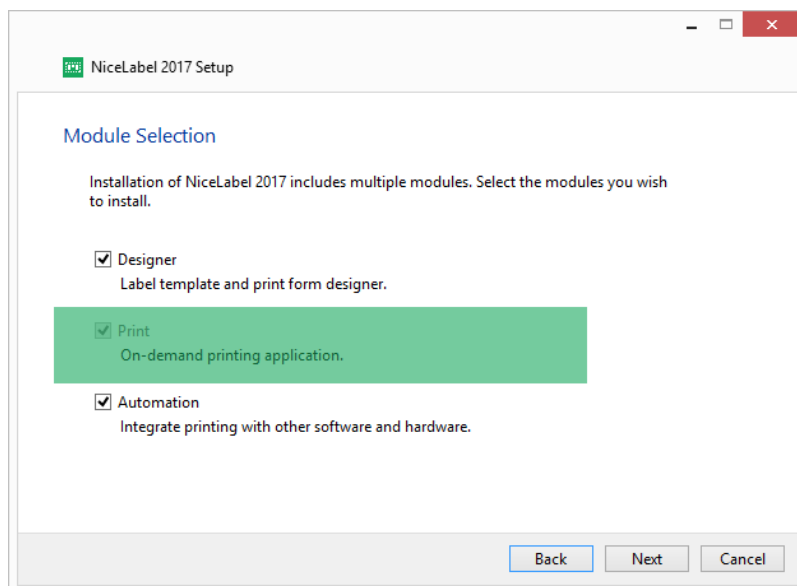 NiceLabel 2017 Setup
Module Selection
Installation of NiceLabel 2017 includes multiple modules. Select the modules you wish
to install.
Designer
Label template and print form designer.
Print
On-demand printing application.
Automation
Integrate printing with other software and hardware.
Back Next Cancel